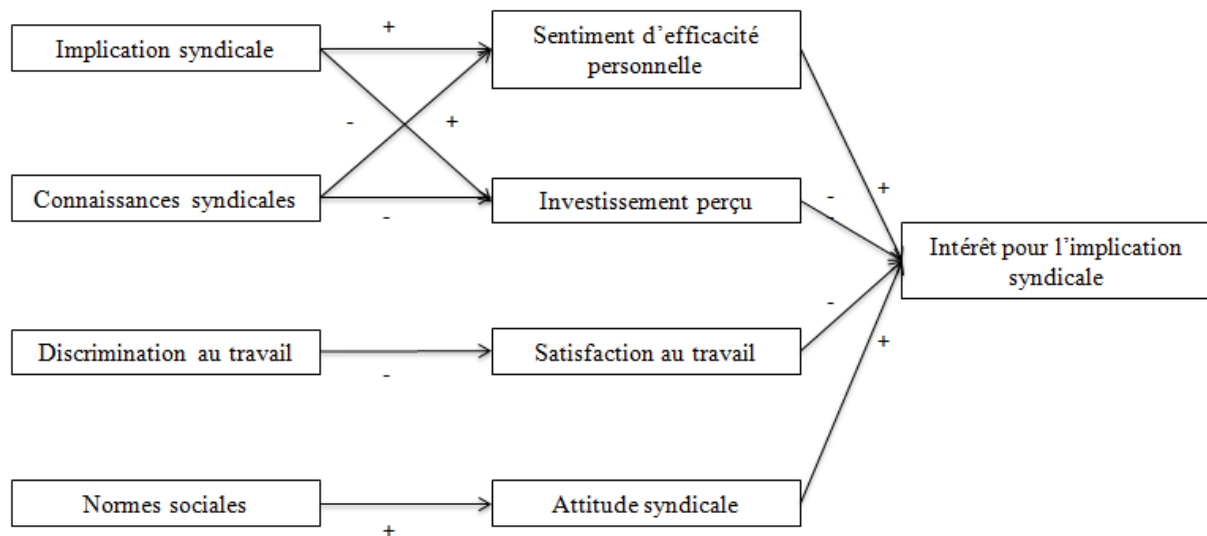 Implication syndicale
+
Sentiment d'efficacité
personnelle
-
+
Connaissances syndicales
-
Investissement perçu
-
-
+
Intérêt pour l'implication
syndicale
Discrimination au travail
-
Satisfaction au travail
-
+
Normes sociales
+
Attitude syndicale